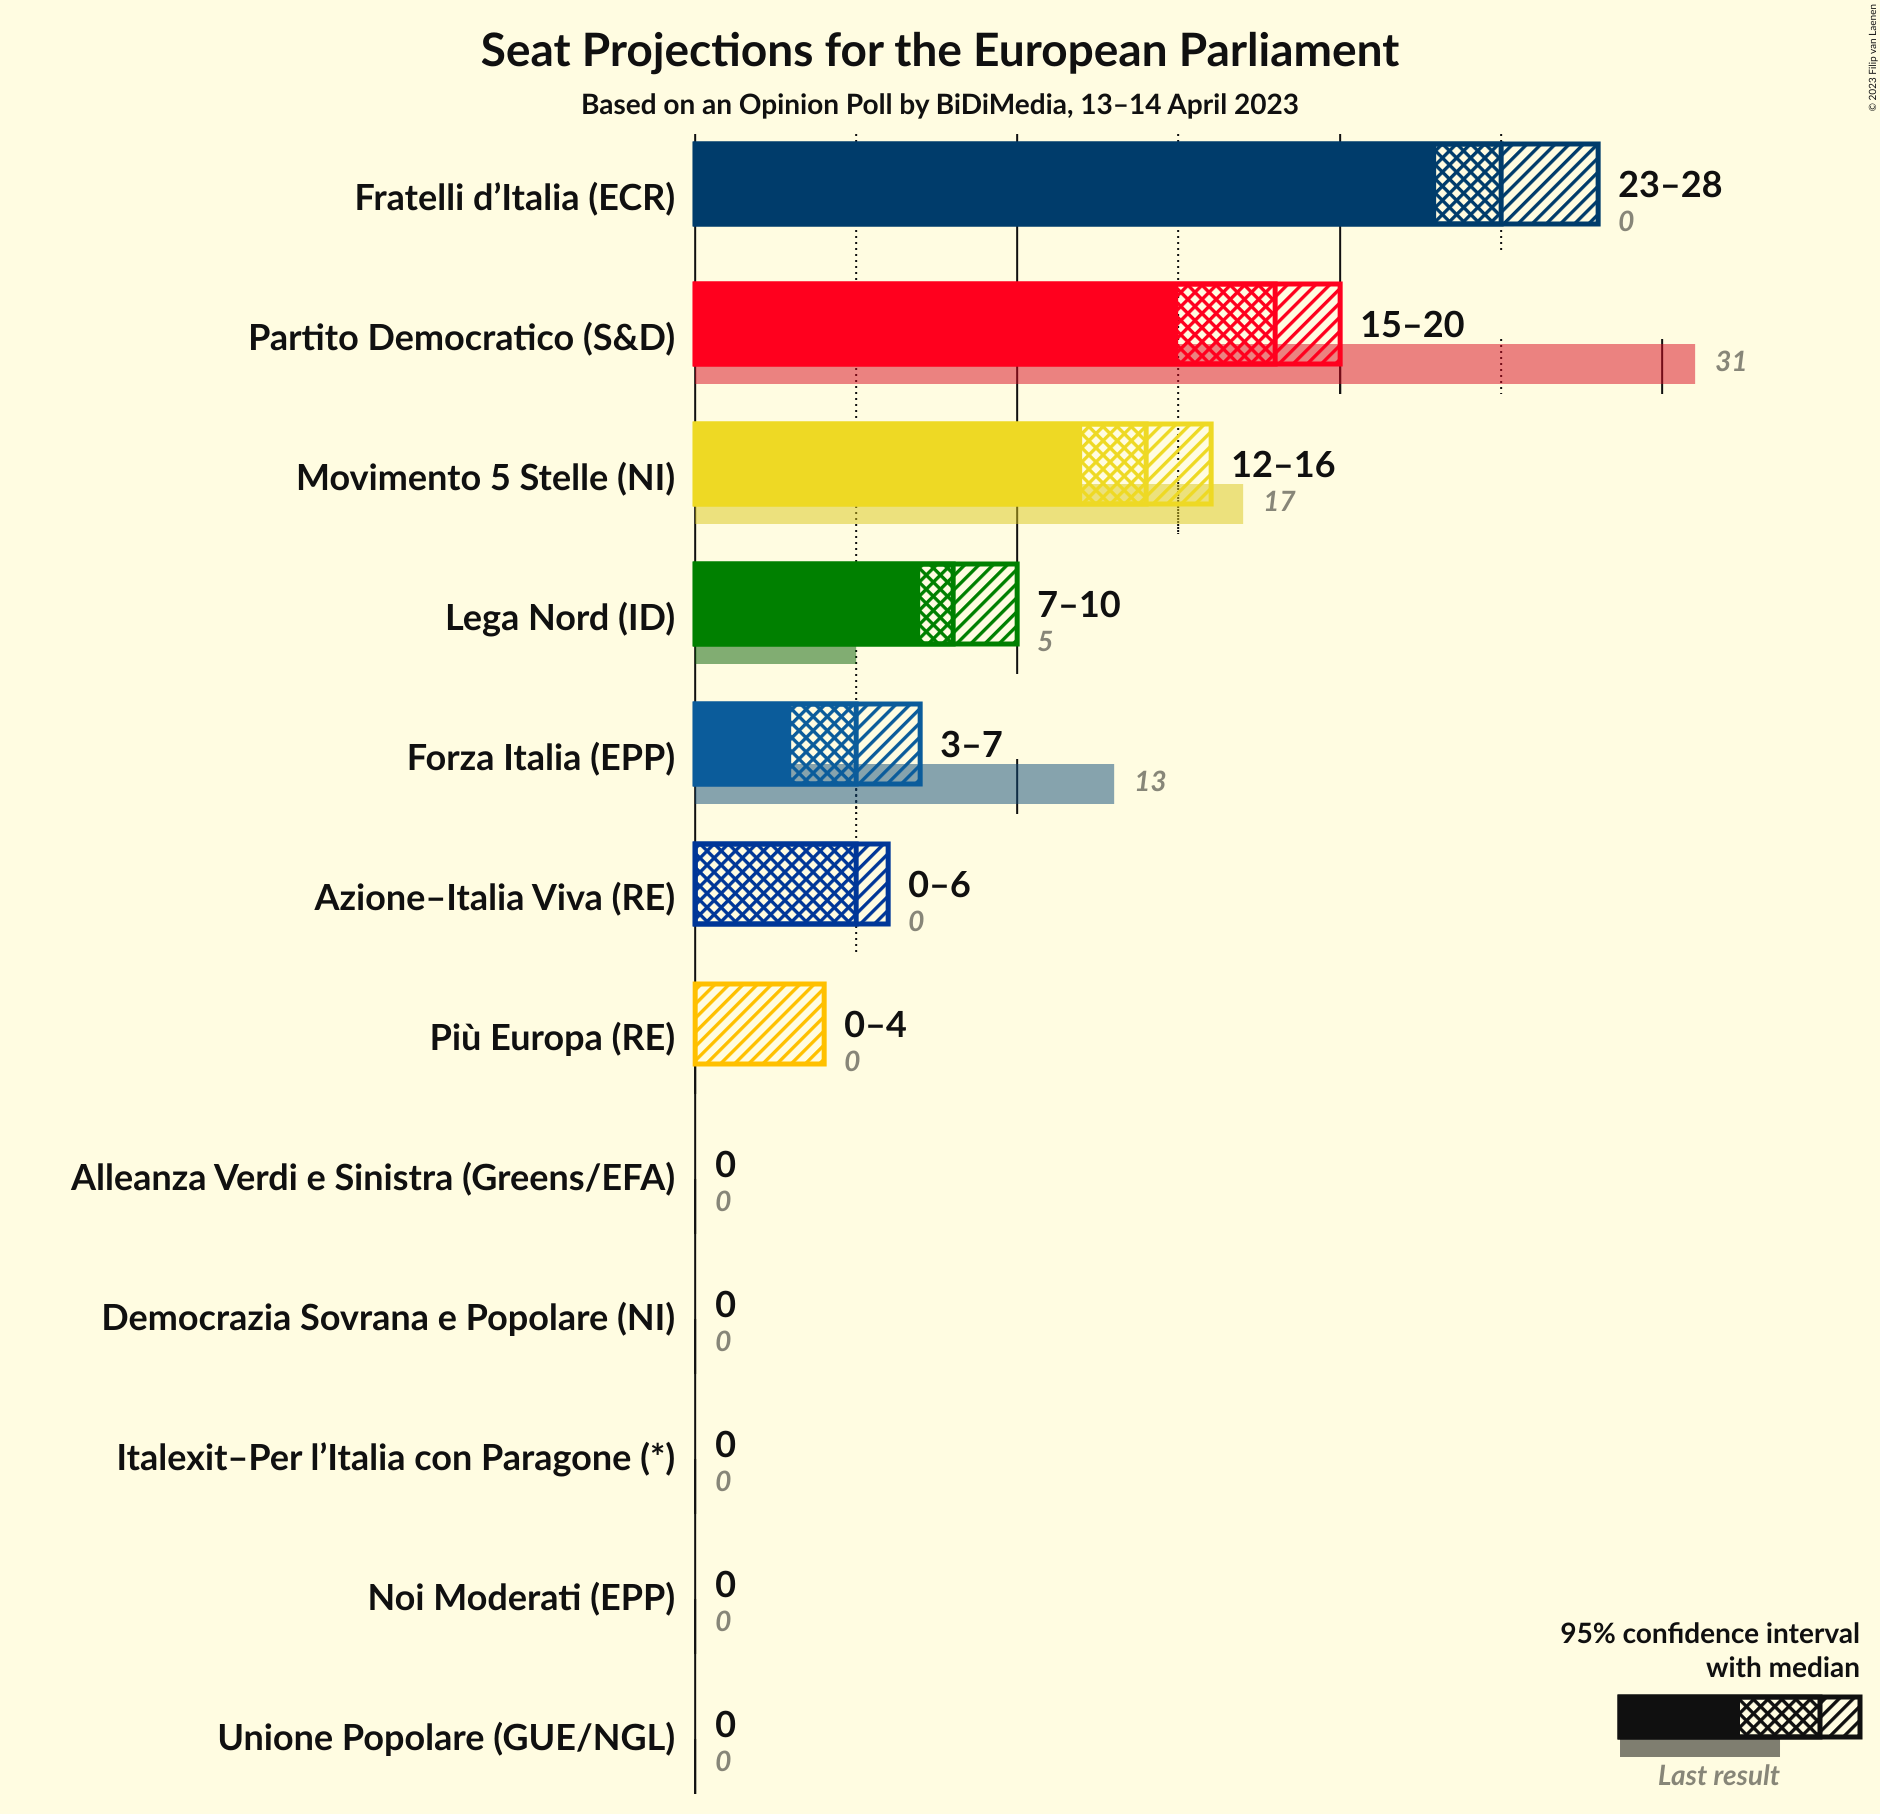 Seat Projections for the European Parliament
Based on an Opinion Poll by BiDiMedia, 13–14 April 2023
© 2023 Filip van Laenen
Fratelli d’Italia (ECR)
23–28
0
Partito Democratico (S&D)
15–20
31
Movimento 5 Stelle (NI)
12–16
17
Lega Nord (ID)
7–10
5
Forza Italia (EPP)
3–7
13
Azione–Italia Viva (RE)
0–6
0
Più Europa (RE)
0–4
0
Alleanza Verdi e Sinistra (Greens/EFA)
0
0
Democrazia Sovrana e Popolare (NI)
0
0
Italexit–Per l’Italia con Paragone (*)
0
0
Noi Moderati (EPP)
0
0
Unione Popolare (GUE/NGL)
0
0
95% confidence interval
with median
Last result